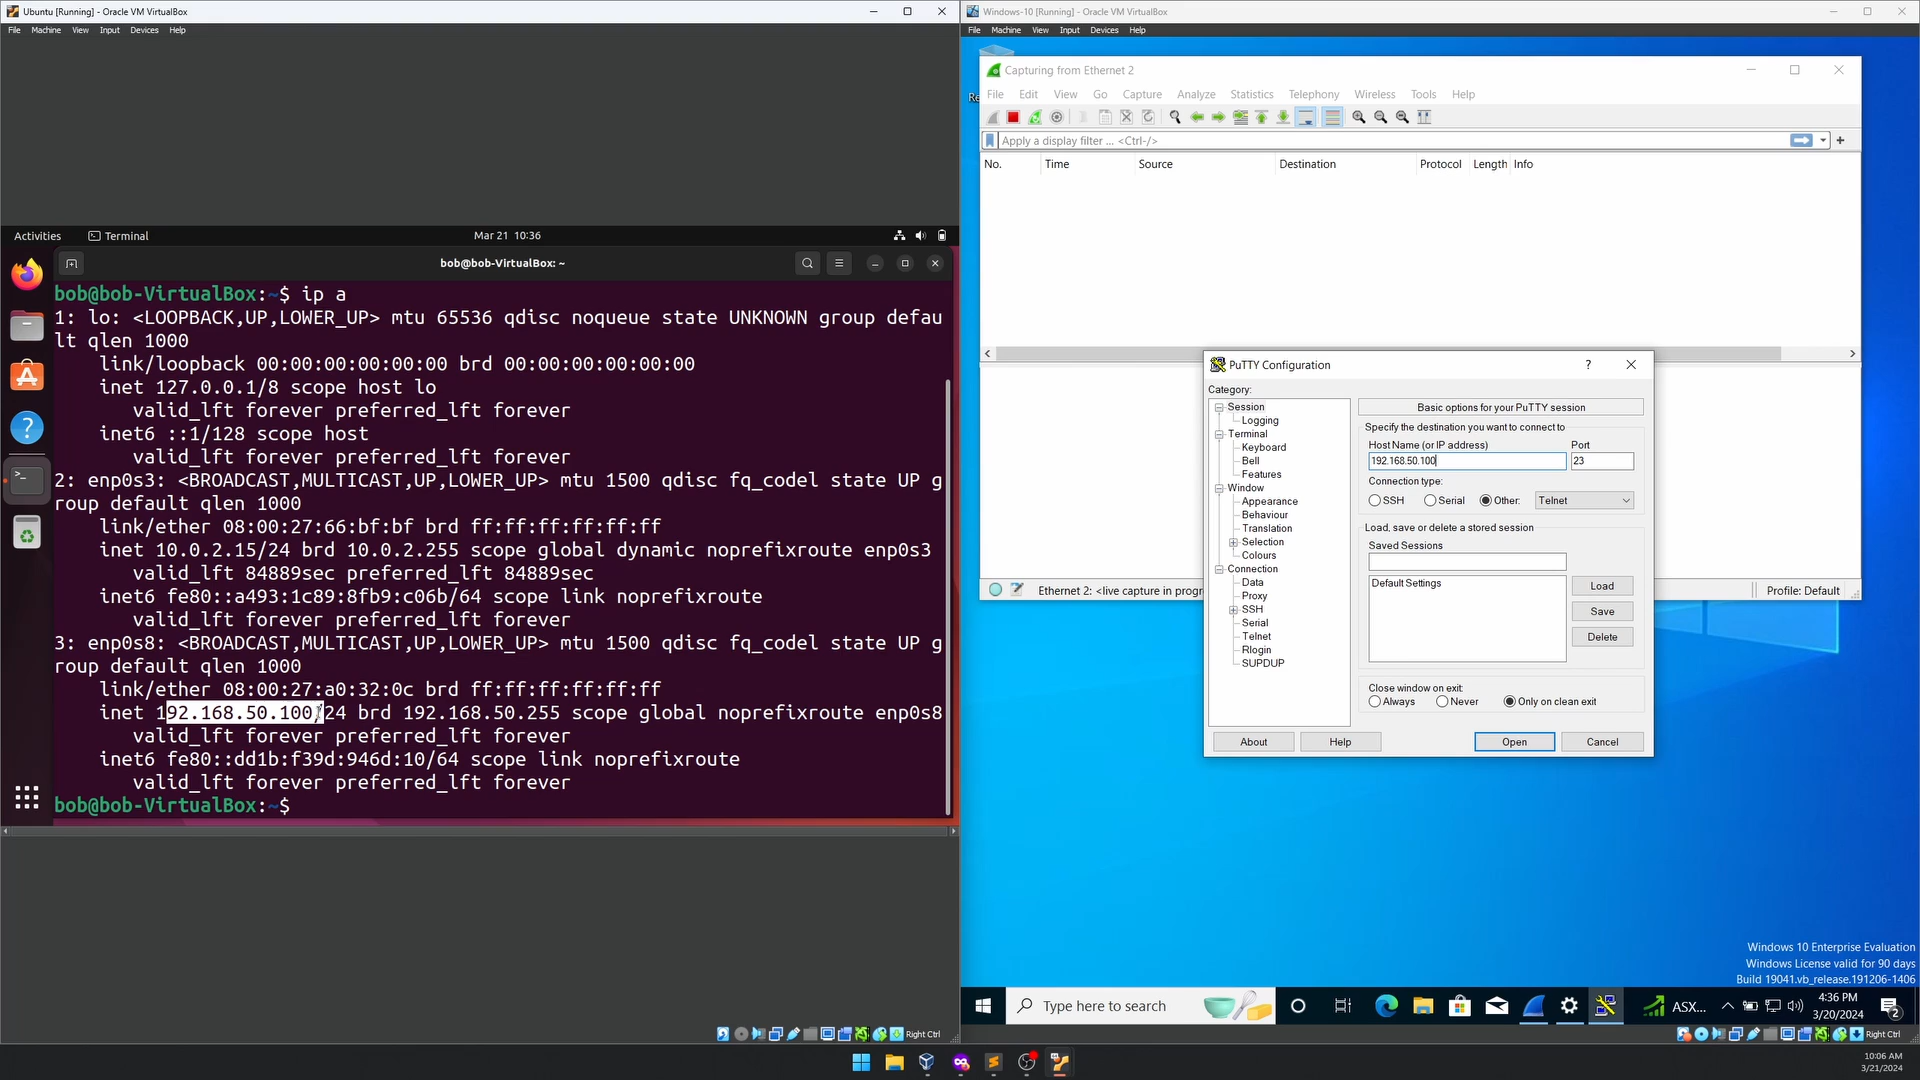 Ubuntu [Running] - Oracle VM VirtualBox
File Machine View Input Devices Help
Activities Terminal Mar 21 10:36
bob@bob-VirtualBox: ~
bob@bob-VirtualBox:~$ ip a
1: lo: <LOOPBACK,UP,LOWER_UP> mtu 65536 qdisc noqueue state UNKNOWN group defau
lt qlen 1000
link/loopback 00:00:00:00:00:00 brd 00:00:00:00:00:00
inet 127.0.0.1/8 scope host lo
valid_lft forever preferred_lft forever
inet6 ::1/128 scope host
valid_lft forever preferred_lft forever
2: enp0s3: <BROADCAST,MULTICAST,UP,LOWER_UP> mtu 1500 qdisc fq_codel state UP g
roup default qlen 1000
link/ether 08:00:27:66:bf:bf brd ff:ff:ff:ff:ff:ff
inet 10.0.2.15/24 brd 10.0.2.255 scope global dynamic noprefixroute enp0s3
valid_lft 84889sec preferred_lft 84889sec
inet6 fe80::a493:1c89:8fb9:c06b/64 scope link noprefixroute
valid_lft forever preferred_lft forever
3: enp0s8: <BROADCAST,MULTICAST,UP,LOWER_UP> mtu 1500 qdisc fq_codel state UP g
roup default qlen 1000
link/ether 08:00:27:a0:32:0c brd ff:ff:ff:ff:ff:ff
inet 192.168.50.100/24 brd 192.168.50.255 scope global noprefixroute enp0s8
valid_lft forever preferred_lft forever
inet6 fe80::dd1b:f39d:946d:10/64 scope link noprefixroute
valid_lft forever preferred_lft forever
bob@bob-VirtualBox:~$
Right Ctrl
Windows-10 [Running] - Oracle VM VirtualBox
File Machine View Input Devices Help
Re
Capturing from Ethernet 2
File Edit View Go Capture Analyze Statistics Telephony Wireless Tools Help
Apply a display filter ... <Ctrl-/>
No. Time Source Destination Protocol Length Info
Ethernet 2: <live capture in progr
Profile: Default
PuTTY Configuration
Category:
Session
Logging
Terminal
Keyboard
Bell
Features
Window
Appearance
Behaviour
Translation
Selection
Colours
Connection
Data
Proxy
SSH
Serial
Telnet
Rlogin
SUPDUP
Basic options for your PuTTY session
Specify the destination you want to connect to
Host Name (or IP address) Port
192.168.50.100 23
Connection type:
SSH Serial Other: Telnet
Load, save or delete a stored session
Saved Sessions
Default Settings
Load
Save
Delete
Close window on exit:
Always Never Only on clean exit
About Help Open Cancel
Windows 10 Enterprise Evaluation
Windows License valid for 90 days
Build 19041.vb_release.191206-1406
Type here to search
ASX...
4:36 PM
3/20/2024
2
Right Ctrl
10:06 AM
3/21/2024